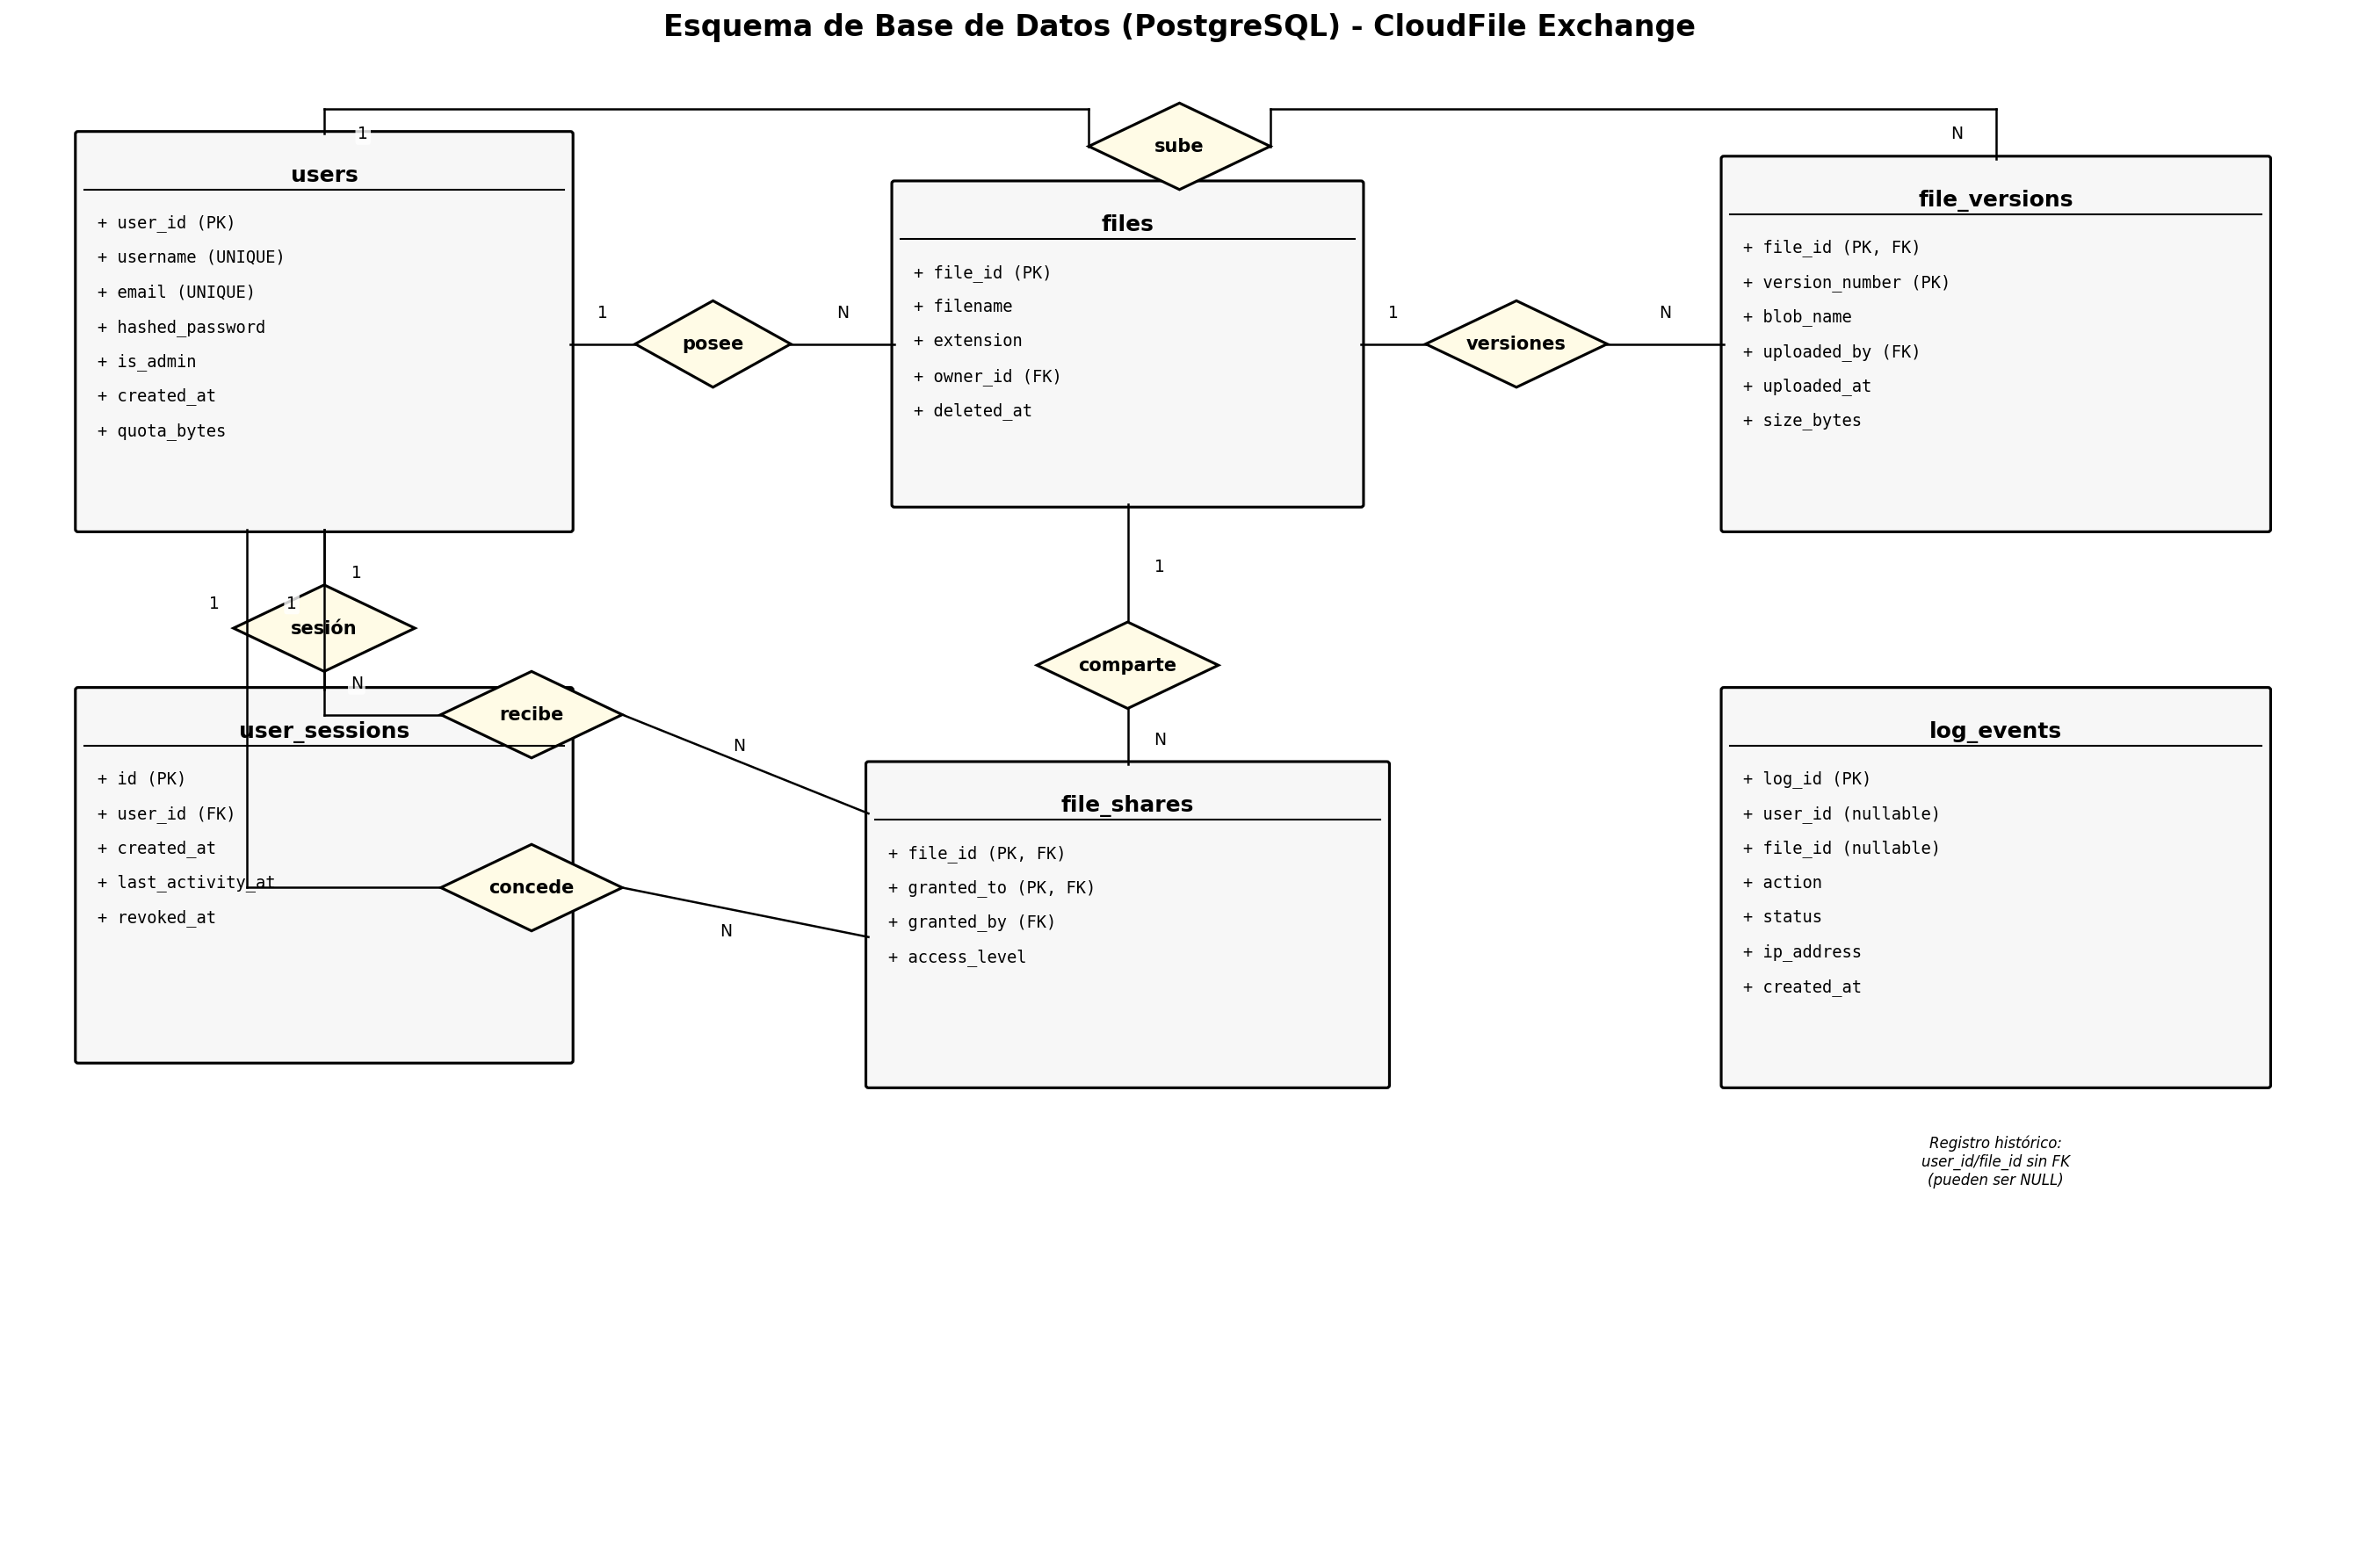 Esquema de Base de Datos (PostgreSQL) - CloudFile Exchange
sube
1
N
users
+ user_id (PK)
+ username (UNIQUE)
+ email (UNIQUE)
+ hashed_password
+ is_admin
+ created_at
+ quota_bytes
1
posee
N
files
+ file_id (PK)
+ filename
+ extension
+ owner_id (FK)
+ deleted_at
1
versiones
N
file_versions
+ file_id (PK, FK)
+ version_number (PK)
+ blob_name
+ uploaded_by (FK)
+ uploaded_at
+ size_bytes
1
1
1
sesión
N
1
comparte
N
user_sessions
+ id (PK)
+ user_id (FK)
+ created_at
+ last_activity_at
+ revoked_at
recibe
N
concede
N
file_shares
+ file_id (PK, FK)
+ granted_to (PK, FK)
+ granted_by (FK)
+ access_level
log_events
+ log_id (PK)
+ user_id (nullable)
+ file_id (nullable)
+ action
+ status
+ ip_address
+ created_at
Registro histórico:
user_id/file_id sin FK
(pueden ser NULL)